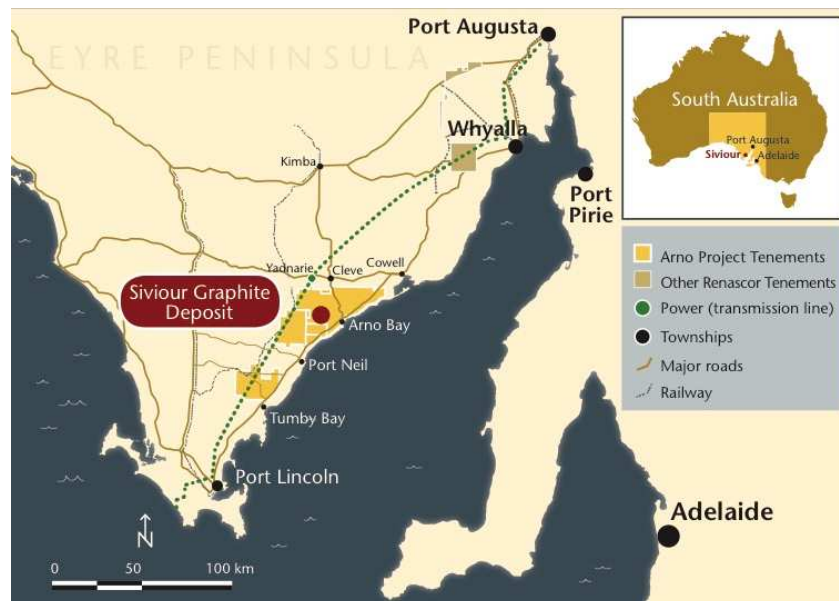 EYRE PENINSULA
Port Augusta
Whyalla
Kimba
Port
Pirie
Yadnarie
Cleve
Cowell
Siviour Graphite
Deposit
Arno Bay
Port Neil
Tumby Bay
Port Lincoln
Adelaide
N
0 50 100 km
South Australia
Port Augusta
Siviour
Adelaide
Arno Project Tenements
Other Renascor Tenements
Power (transmission line)
Townships
Major roads
Railway